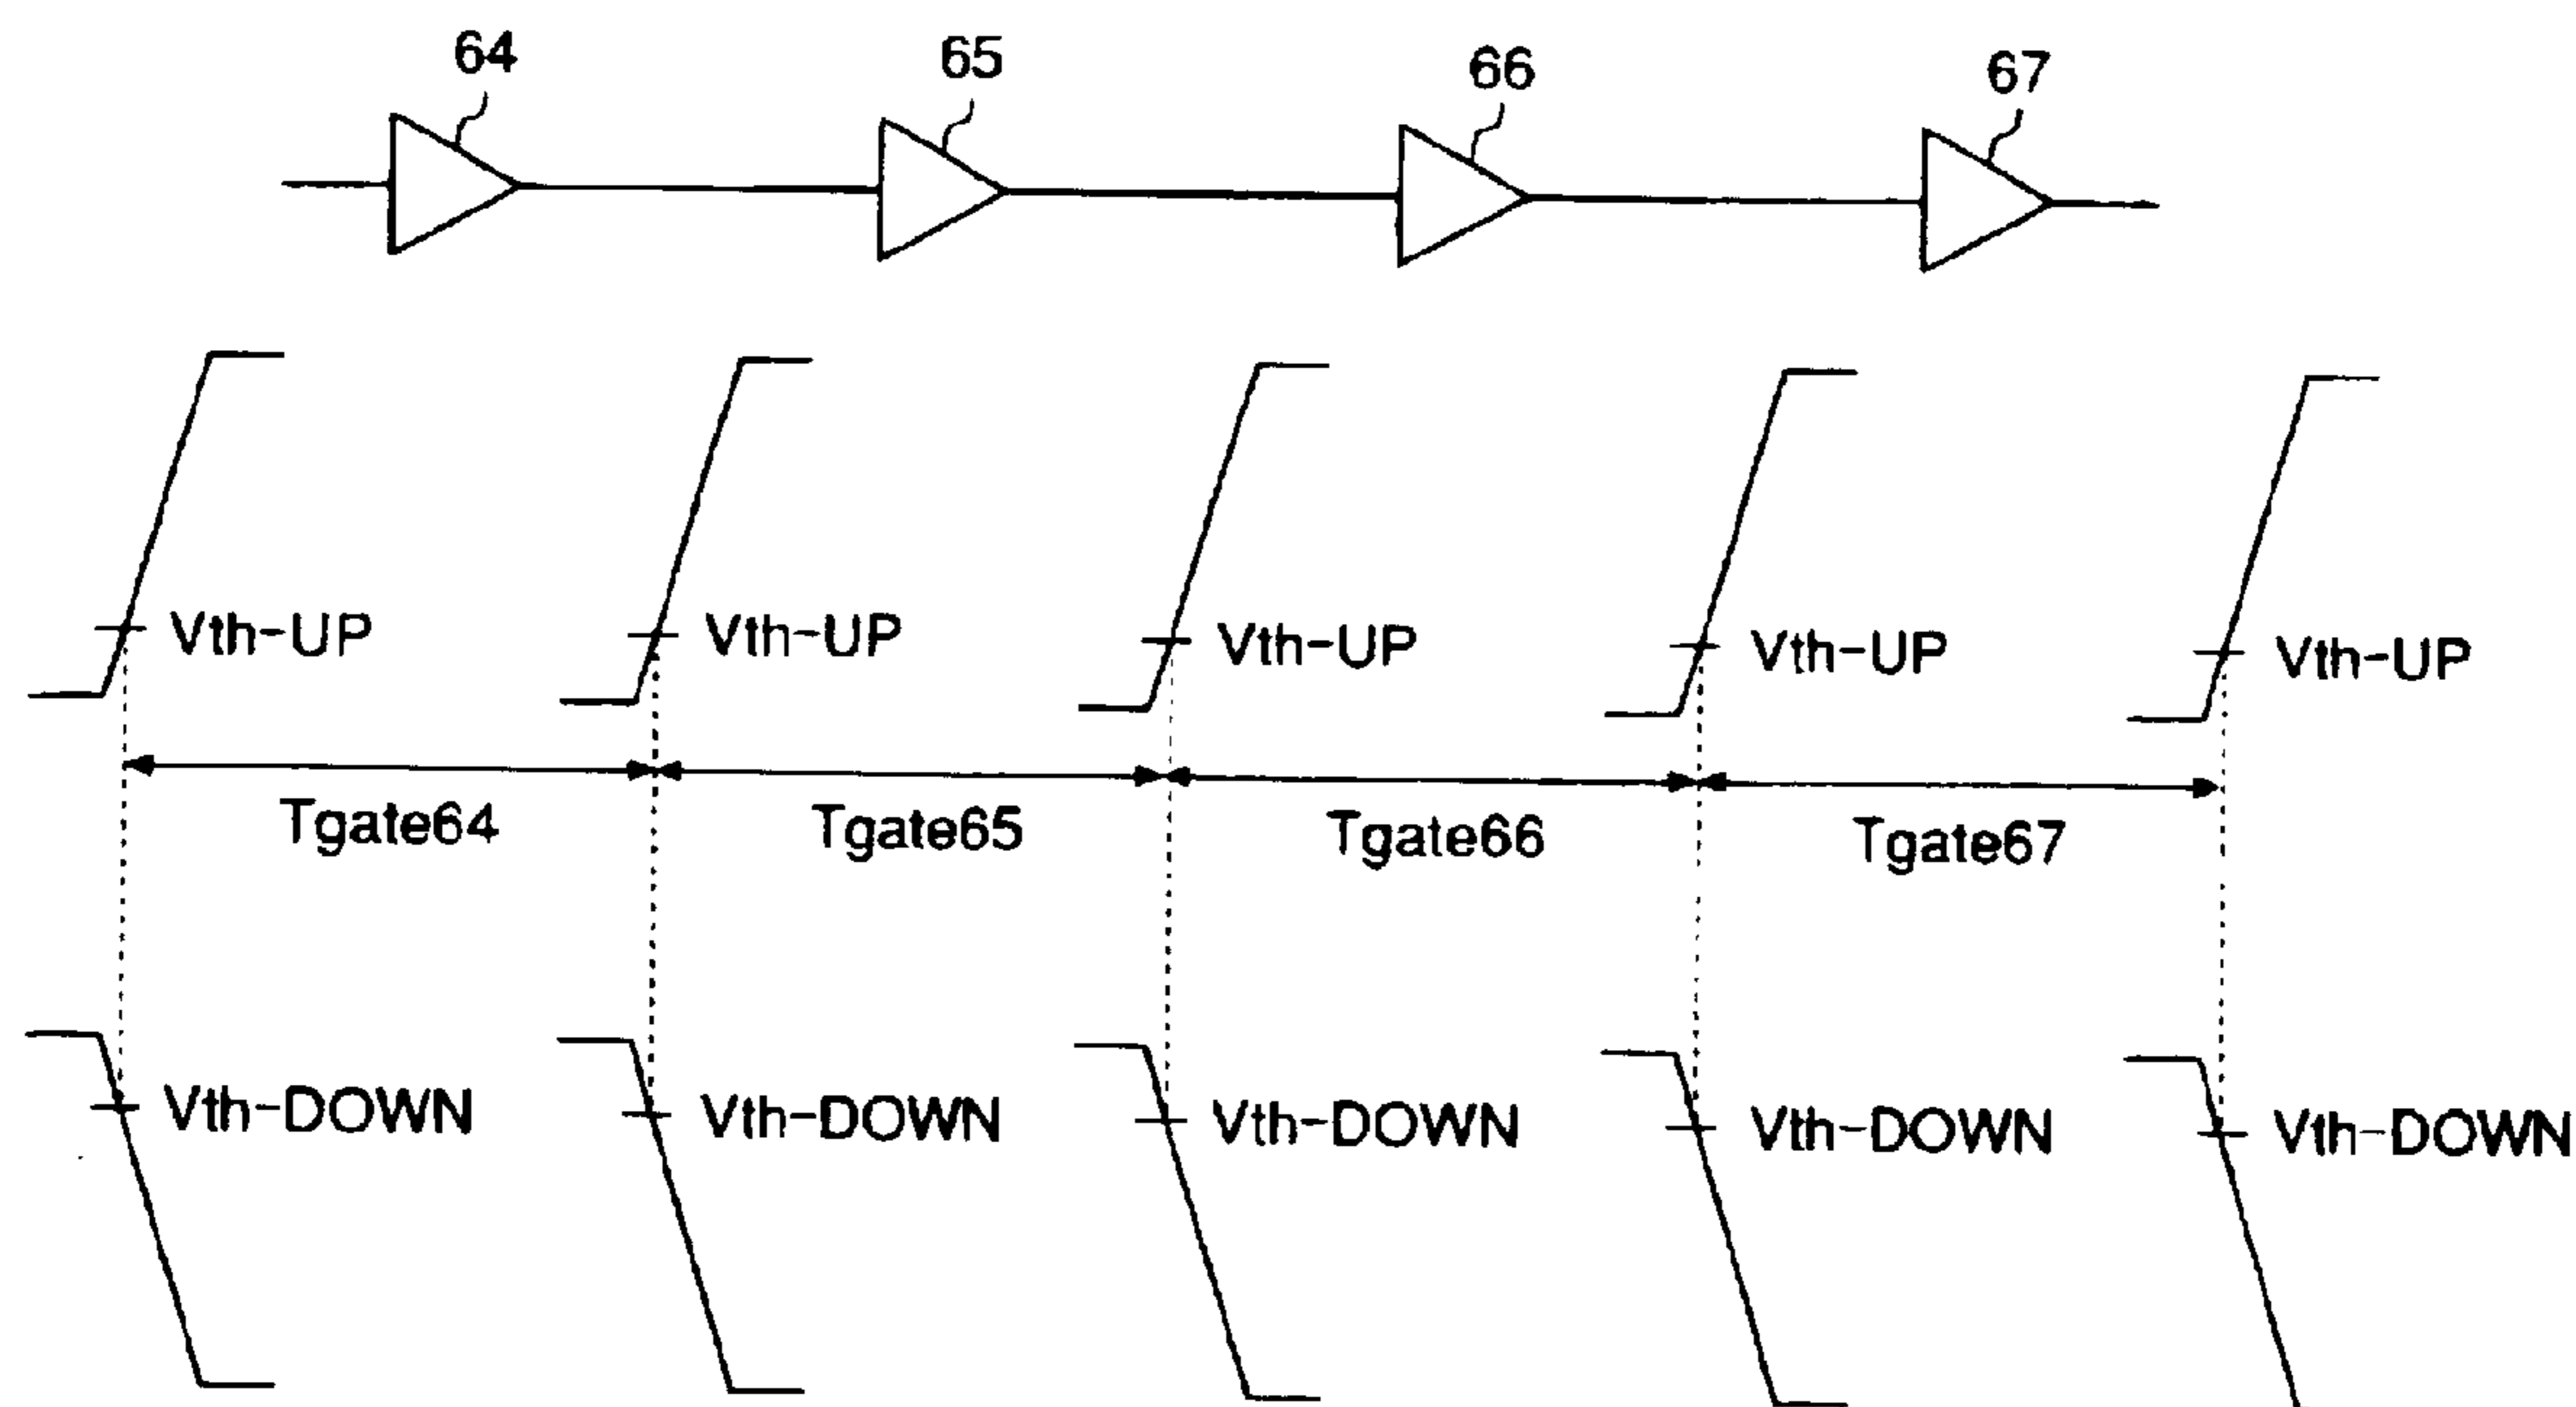 64 65 66 67
Vth-UP Vth-UP Vth-UP Vth-UP Vth-UP
Tgate64 Tgate65 Tgate66 Tgate67
Vth-DOWN Vth-DOWN Vth-DOWN Vth-DOWN Vth-DOWN